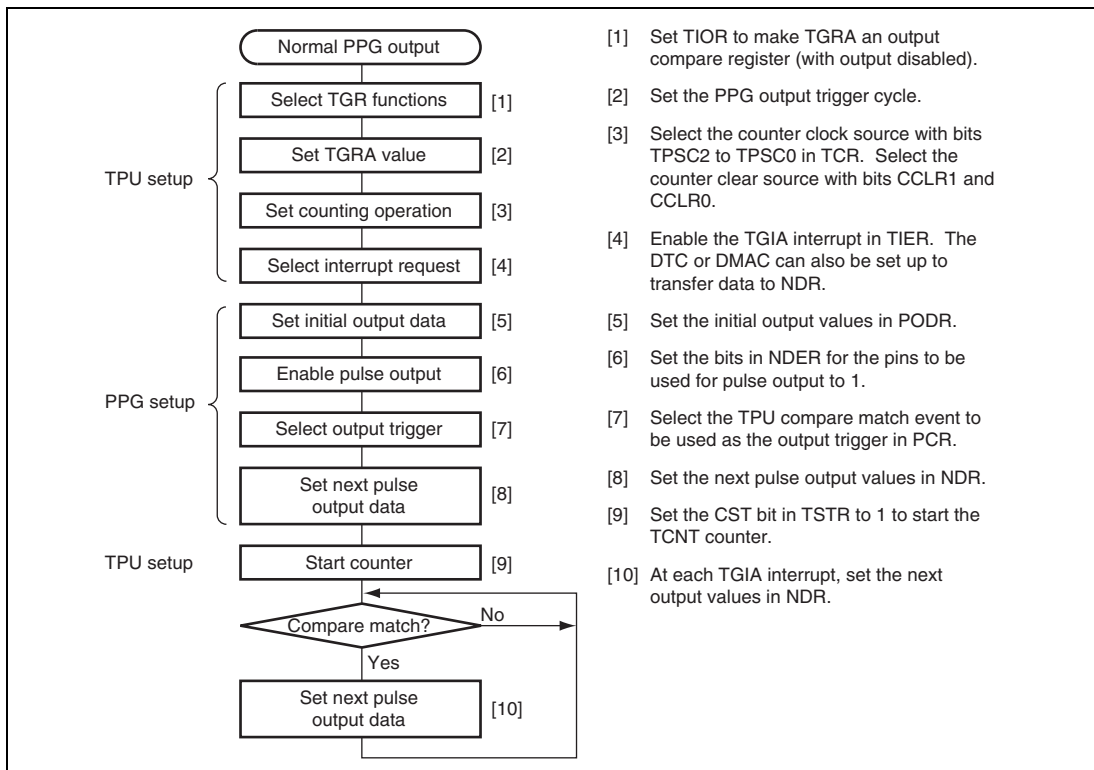 Normal PPG output
Select TGR functions [1]
Set TGRA value [2]
TPU setup
Set counting operation [3]
Select interrupt request [4]
Set initial output data [5]
Enable pulse output [6]
PPG setup
Select output trigger [7]
Set next pulse
output data [8]
TPU setup
Start counter [9]
Compare match?
No
Yes
Set next pulse
output data [10]
[1] Set TIOR to make TGRA an output
compare register (with output disabled).
[2] Set the PPG output trigger cycle.
[3] Select the counter clock source with bits
TPSC2 to TPSC0 in TCR. Select the
counter clear source with bits CCLR1 and
CCLR0.
[4] Enable the TGIA interrupt in TIER. The
DTC or DMAC can also be set up to
transfer data to NDR.
[5] Set the initial output values in PODR.
[6] Set the bits in NDER for the pins to be
used for pulse output to 1.
[7] Select the TPU compare match event to
be used as the output trigger in PCR.
[8] Set the next pulse output values in NDR.
[9] Set the CST bit in TSTR to 1 to start the
TCNT counter.
[10] At each TGIA interrupt, set the next
output values in NDR.